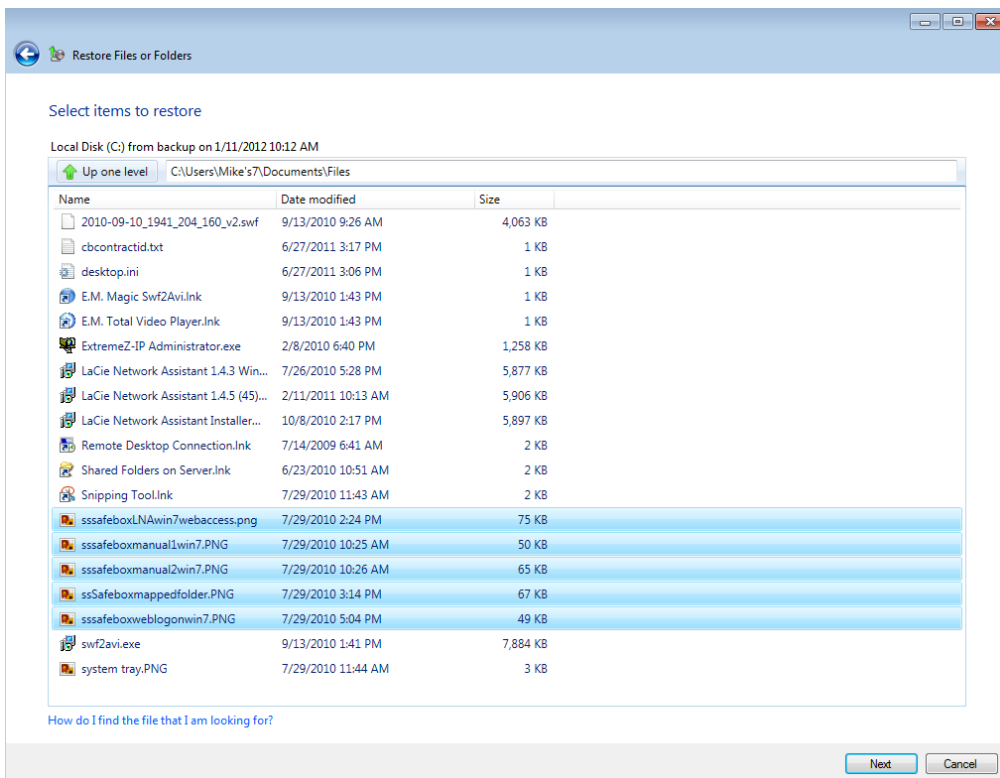 Restore Files or Folders
Select items to restore
Local Disk (C:) from backup on 1/11/2012 10:12 AM
Up one level C:\Users\Mike's7\Documents\Files
Name Date modified Size
2010-09-10_1941_204_160_v2.swf 9/13/2010 9:26 AM 4,063 KB
cbcontractid.txt 6/27/2011 3:17 PM 1 KB
desktop.ini 6/27/2011 3:06 PM 1 KB
E.M. Magic Swf2Avi.lnk 9/13/2010 1:43 PM 1 KB
E.M. Total Video Player.lnk 9/13/2010 1:43 PM 1 KB
ExtremeZ-IP Administrator.exe 2/8/2010 6:40 PM 1,258 KB
LaCie Network Assistant 1.4.3 Win... 7/26/2010 5:28 PM 5,877 KB
LaCie Network Assistant 1.4.5 (45)... 2/11/2011 10:13 AM 5,906 KB
LaCie Network Assistant Installer... 10/8/2010 2:17 PM 5,897 KB
Remote Desktop Connection.lnk 7/14/2009 6:41 AM 2 KB
Shared Folders on Server.lnk 6/23/2010 10:51 AM 2 KB
Snipping Tool.lnk 7/29/2010 11:43 AM 2 KB
sssafeboxLNAwin7webaccess.png 7/29/2010 2:24 PM 75 KB
sssafeboxmanual1win7.PNG 7/29/2010 10:25 AM 50 KB
sssafeboxmanual2win7.PNG 7/29/2010 10:26 AM 65 KB
ssSafeboxmappedfolder.PNG 7/29/2010 3:14 PM 67 KB
sssafeboxweblogonwin7.PNG 7/29/2010 5:04 PM 49 KB
swf2avi.exe 9/13/2010 1:41 PM 7,884 KB
system tray.PNG 7/29/2010 11:44 AM 3 KB
How do I find the file that I am looking for?
Next Cancel